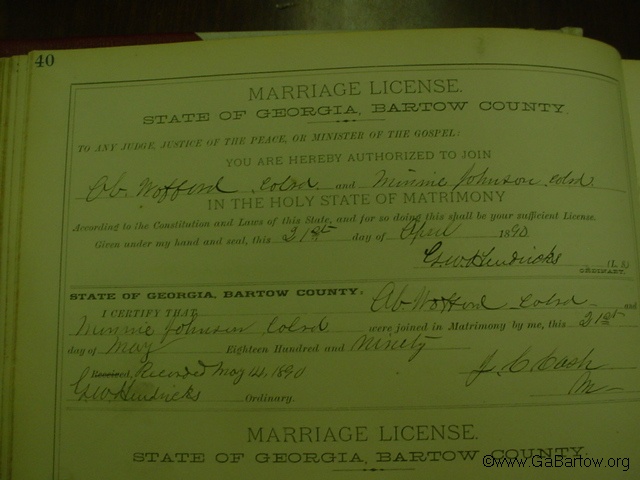 40
MARRIAGE LICENSE.
STATE OF GEORGIA, BARTOW COUNTY.
TO ANY JUDGE, JUSTICE OF THE PEACE, OR MINISTER OF THE GOSPEL:
YOU ARE HEREBY AUTHORIZED TO JOIN
Ab. Wofford Colrd. and Minnie Johnson Colrd.
IN THE HOLY STATE OF MATRIMONY
According to the Constitution and Laws of this State, and for so doing this shall be your sufficient License.
Given under my hand and seal, this 21st day of April 1890
G.W. Hendricks (L. S.)
ORDINARY.
STATE OF GEORGIA, BARTOW COUNTY:
I CERTIFY THAT Ab. Wofford Colrd and
Minnie Johnson Colrd were joined in Matrimony by me, this 21st
day of May Eighteen Hundred and Ninety
Received, Recorded May 1890 J. C. Cash
G.W. Hendricks Ordinary.
MARRIAGE LICENSE.
STATE OF GEORGIA, BARTOW COUNTY.
©www.GaBartow.org